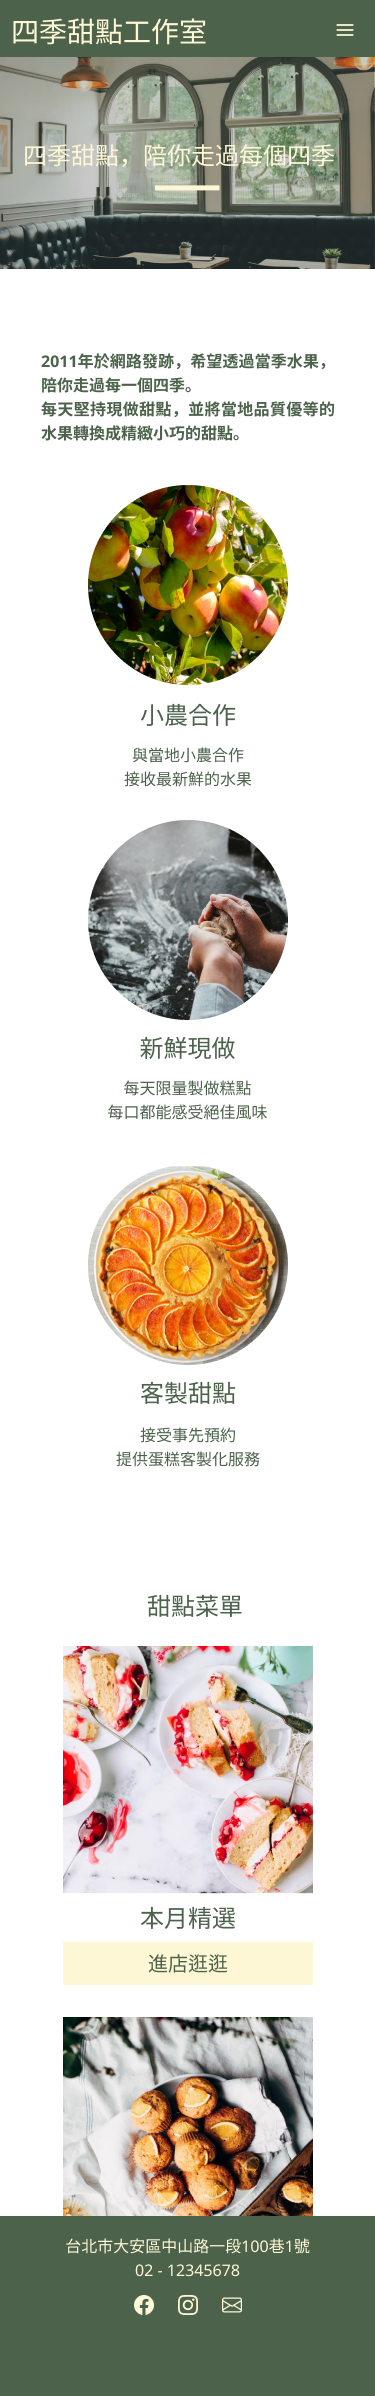 四季甜點工作室
四季甜點，陪你走過每個四季
2011年於網路發跡，希望透過當季水果，
陪你走過每一個四季。
每天堅持現做甜點，並將當地品質優等的
水果轉換成精緻小巧的甜點。
小農合作
與當地小農合作
接收最新鮮的水果
新鮮現做
每天限量製做糕點
每口都能感受絕佳風味
客製甜點
接受事先預約
提供蛋糕客製化服務
甜點菜單
本月精選
進店逛逛
台北市大安區中山路一段100巷1號
02 - 12345678